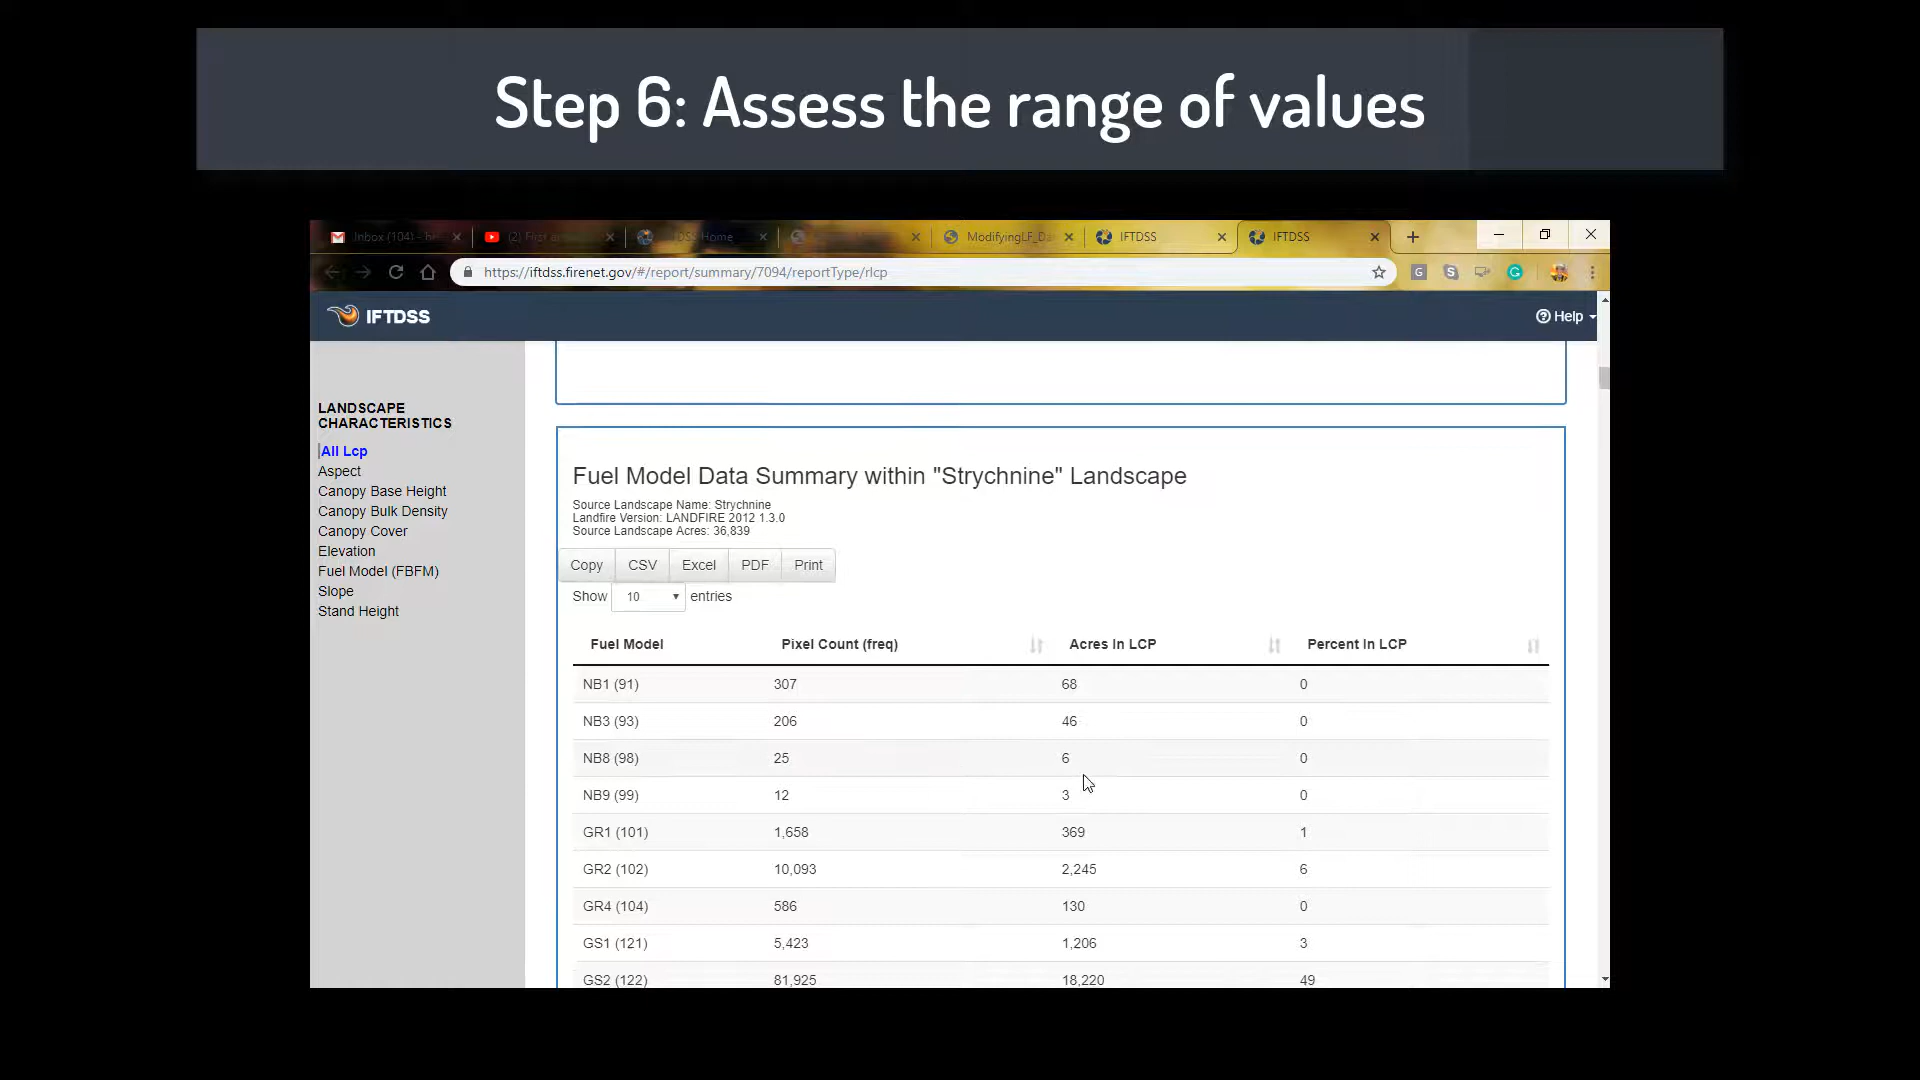 Step 6: Assess the range of values
Inbox (104) - b
(2) First a
SS Home
ModifyingLF_Da
IFTDSS
IFTDSS
https://iftdss.firenet.gov/#/report/summary/7094/reportType/rlcp
IFTDSS
Help
LANDSCAPE
CHARACTERISTICS
All Lcp
Aspect
Canopy Base Height
Canopy Bulk Density
Canopy Cover
Elevation
Fuel Model (FBFM)
Slope
Stand Height
Fuel Model Data Summary within "Strychnine" Landscape
Source Landscape Name: Strychnine
Landfire Version: LANDFIRE 2012 1.3.0
Source Landscape Acres: 36,839
Copy CSV Excel PDF Print
Show 10 entries
Fuel Model Pixel Count (freq) Acres In LCP Percent In LCP
NB1 (91) 307 68 0
NB3 (93) 206 46 0
NB8 (98) 25 6 0
NB9 (99) 12 3 0
GR1 (101) 1,658 369 1
GR2 (102) 10,093 2,245 6
GR4 (104) 586 130 0
GS1 (121) 5,423 1,206 3
GS2 (122) 81,925 18,220 49